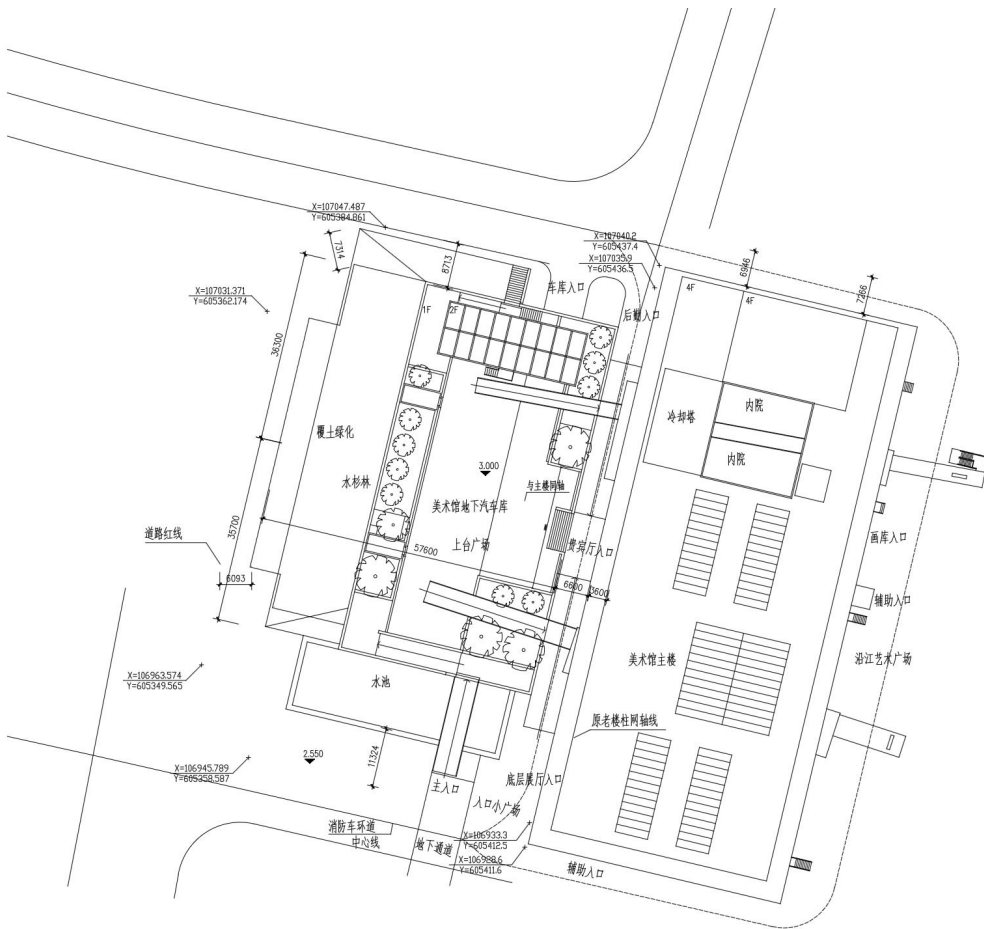 X=107047.487
Y=605384.861
X=107040.2
Y=605437.4
X=107035.9
Y=605436.5
7314
8713
6946
7266
X=107031.371
Y=605362.174
车库入口
后勤入口
4F
4F
1F
2F
36300
内院
冷却塔
内院
覆土绿化
水杉林
3.000
与主楼同轴
美术馆地下汽车库
上台广场
贵宾厅入口
道路红线
35700
57600
画库入口
6093
6600
3600
辅助入口
美术馆主楼
沿江艺术广场
X=106963.574
Y=605349.565
水池
原老楼柱网轴线
2.550
11324
X=106945.789
Y=605358.587
主入口
底层展厅入口
入口小广场
消防车环道
中心线
地下通道
X=106933.3
Y=605412.5
X=106988.6
Y=605411.6
辅助入口